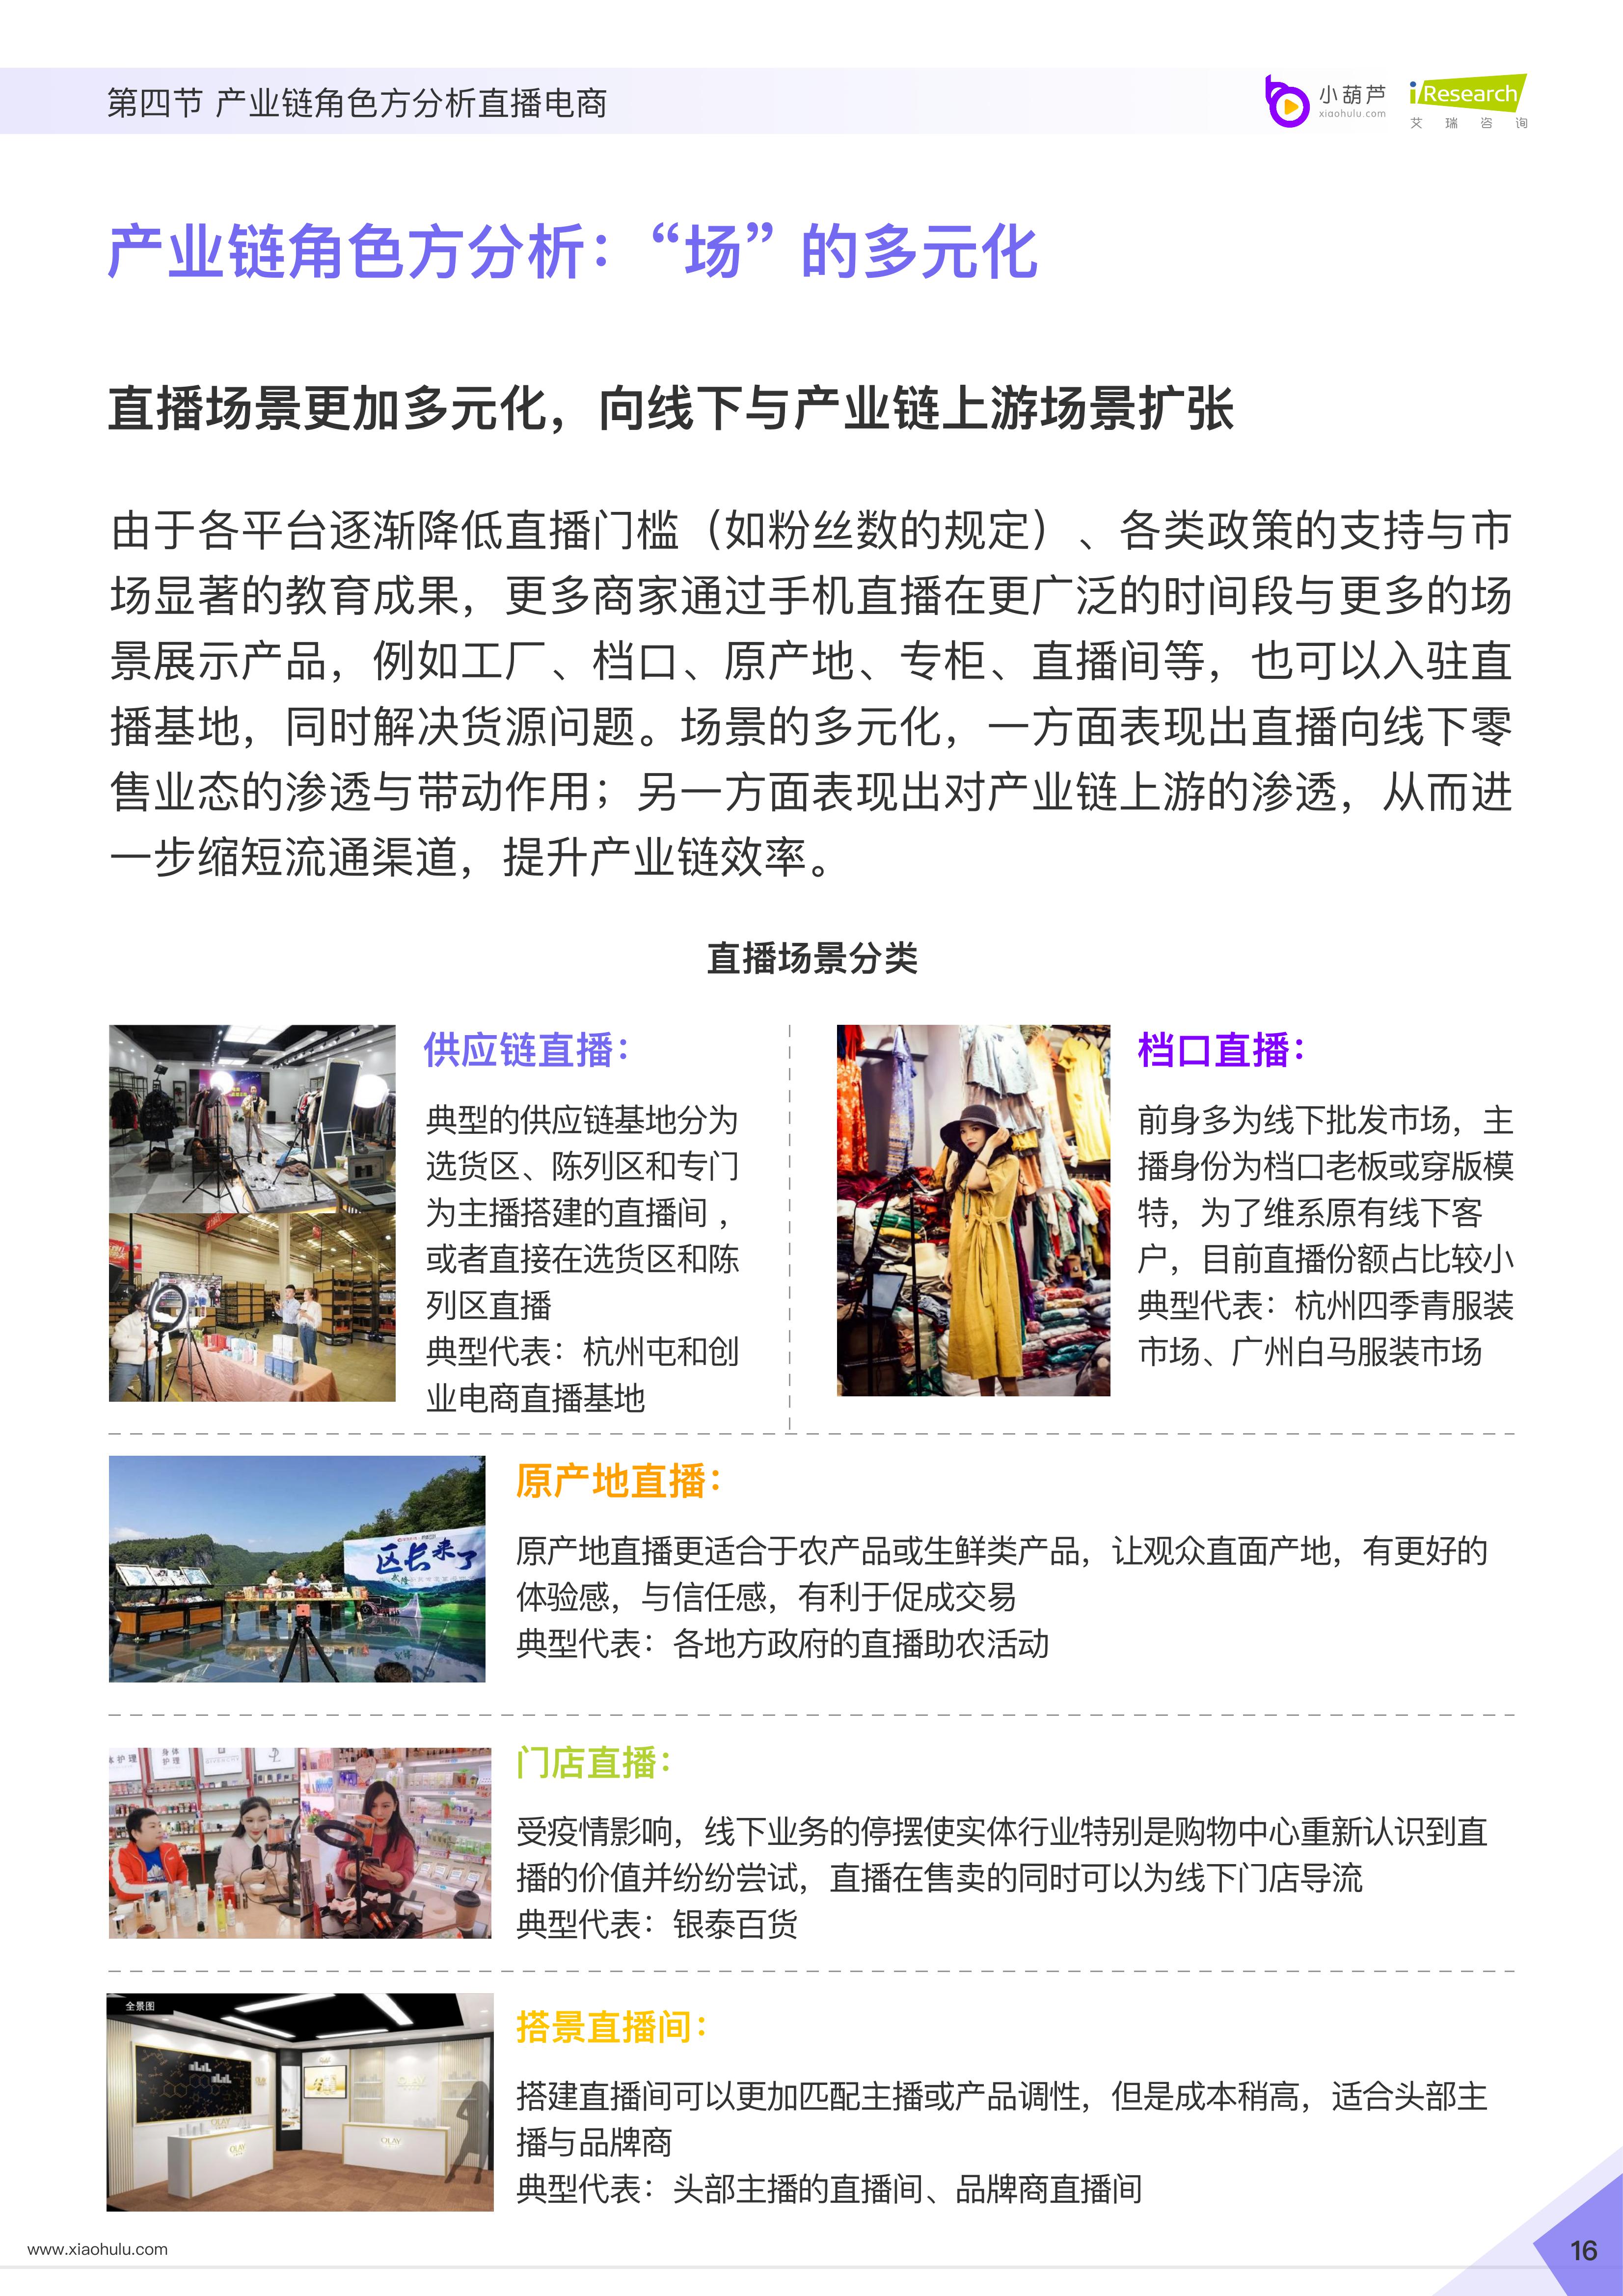 第四节 产业链角色方分析直播电商
小葫芦
xiaohulu.com
iResearch
艾瑞咨询
产业链角色方分析：“场”的多元化
直播场景更加多元化，向线下与产业链上游场景扩张
由于各平台逐渐降低直播门槛（如粉丝数的规定）、各类政策的支持与市
场显著的教育成果，更多商家通过手机直播在更广泛的时间段与更多的场
景展示产品，例如工厂、档口、原产地、专柜、直播间等，也可以入驻直
播基地，同时解决货源问题。场景的多元化，一方面表现出直播向线下零
售业态的渗透与带动作用；另一方面表现出对产业链上游的渗透，从而进
一步缩短流通渠道，提升产业链效率。
直播场景分类
供应链直播：
典型的供应链基地分为
选货区、陈列区和专门
为主播搭建的直播间，
或者直接在选货区和陈
列区直播
典型代表：杭州屯和创
业电商直播基地
档口直播：
前身多为线下批发市场，主
播身份为档口老板或穿版模
特，为了维系原有线下客
户，目前直播份额占比较小
典型代表：杭州四季青服装
市场、广州白马服装市场
区长来了
武隆
原产地直播：
原产地直播更适合于农产品或生鲜类产品，让观众直面产地，有更好的
体验感，与信任感，有利于促成交易
典型代表：各地方政府的直播助农活动
体护理
身体
护理
门店直播：
受疫情影响，线下业务的停摆使实体行业特别是购物中心重新认识到直
播的价值并纷纷尝试，直播在售卖的同时可以为线下门店导流
典型代表：银泰百货
全景图
OLAY
OLAY
OLAY
搭景直播间：
搭建直播间可以更加匹配主播或产品调性，但是成本稍高，适合头部主
播与品牌商
典型代表：头部主播的直播间、品牌商直播间
www.xiaohulu.com
16